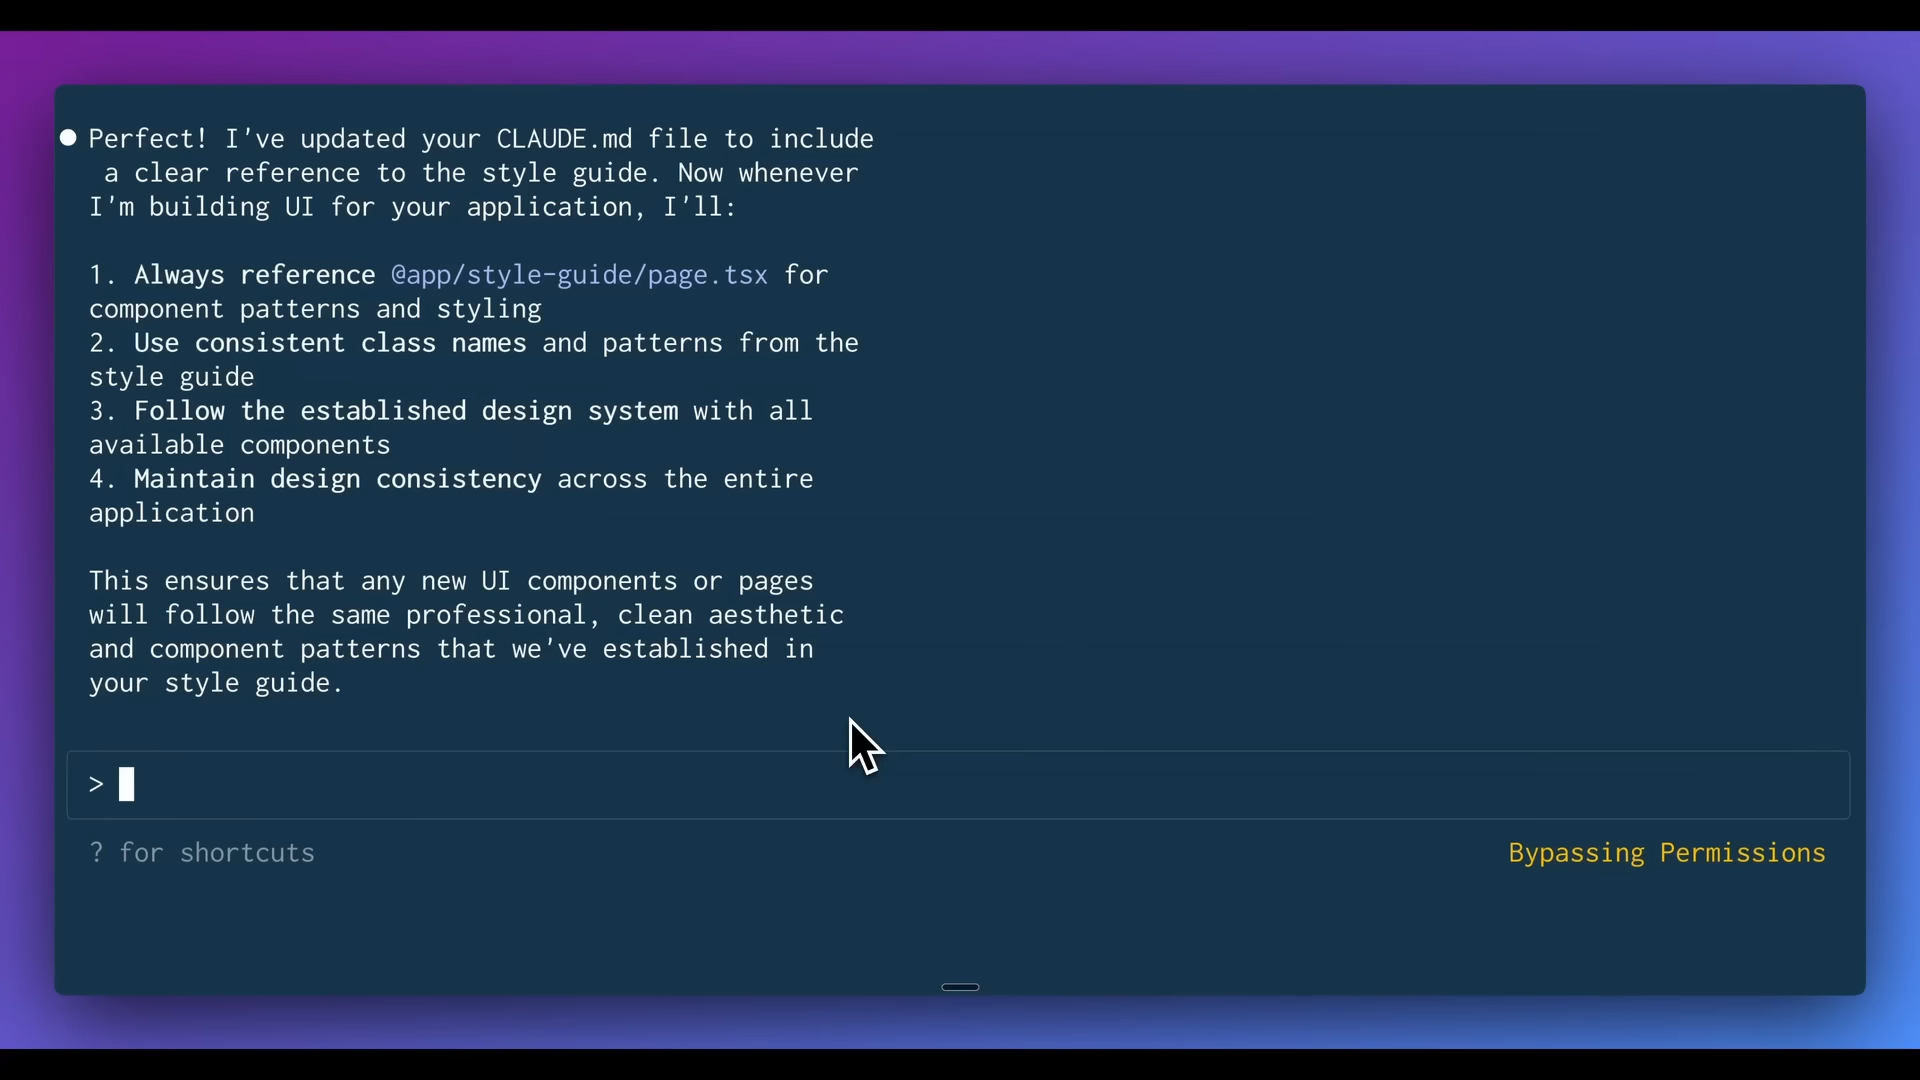 Perfect! I've updated your CLAUDE.md file to include
a clear reference to the style guide. Now whenever
I'm building UI for your application, I'll:
1. Always reference @app/style-guide/page.tsx for
component patterns and styling
2. Use consistent class names and patterns from the
style guide
3. Follow the established design system with all
available components
4. Maintain design consistency across the entire
application
This ensures that any new UI components or pages
will follow the same professional, clean aesthetic
and component patterns that we've established in
your style guide.
>
? for shortcuts
Bypassing Permissions